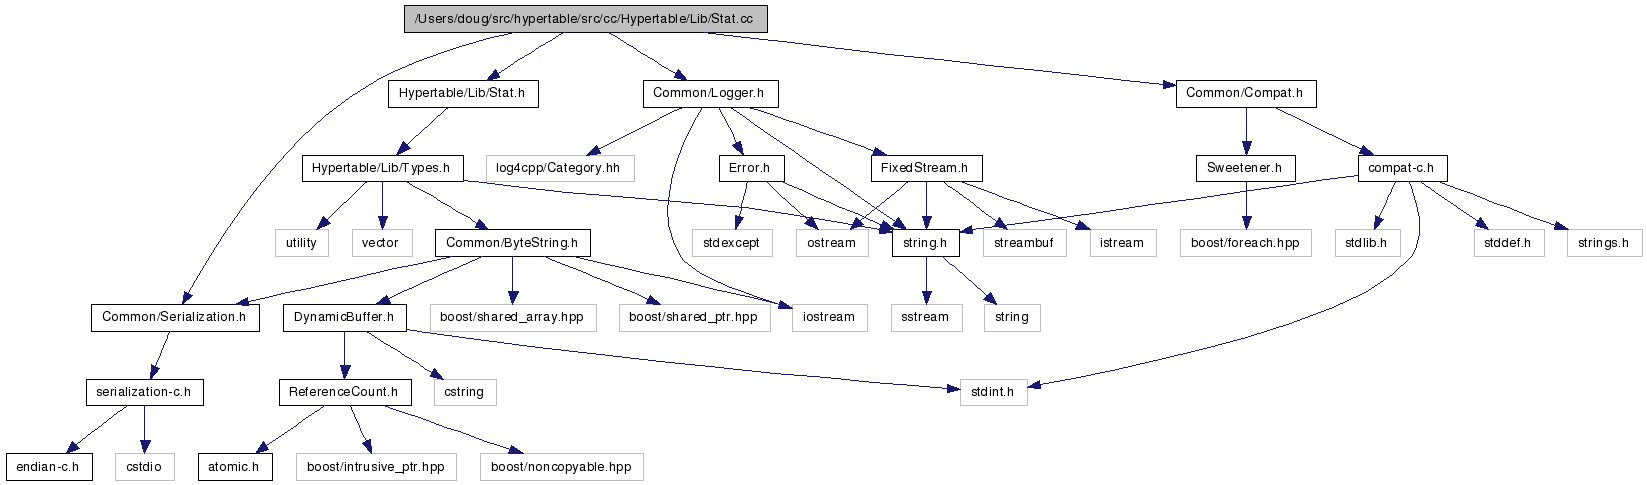 /Users/doug/src/hypertable/src/cc/Hypertable/Lib/Stat.cc
Hypertable/Lib/Stat.h
Common/Logger.h
Common/Compat.h
Hypertable/Lib/Types.h
log4cpp/Category.hh
Error.h
FixedStream.h
Sweetener.h
compat-c.h
utility
vector
Common/ByteString.h
stdexcept
ostream
string.h
streambuf
istream
boost/foreach.hpp
stdlib.h
stddef.h
strings.h
Common/Serialization.h
DynamicBuffer.h
boost/shared_array.hpp
boost/shared_ptr.hpp
iostream
sstream
string
serialization-c.h
ReferenceCount.h
cstring
stdint.h
endian-c.h
cstdio
atomic.h
boost/intrusive_ptr.hpp
boost/noncopyable.hpp